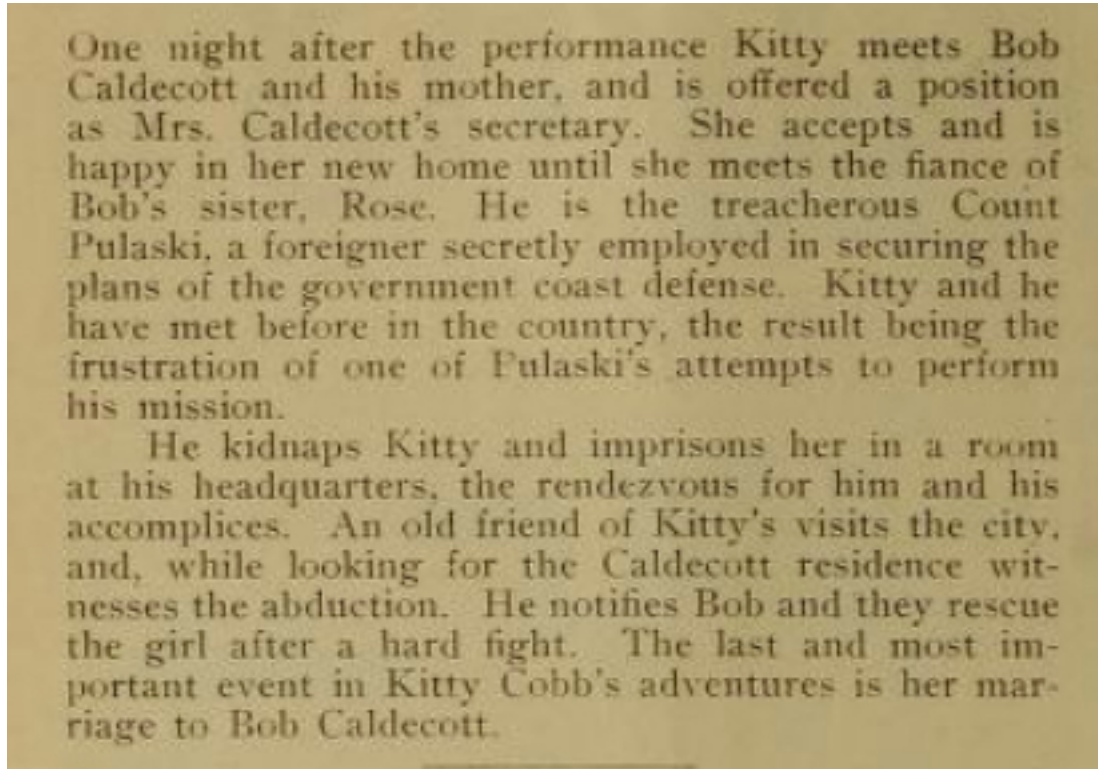 One night after the performance Kitty meets Bob
Caldecott and his mother, and is offered a position
as Mrs. Caldecott's secretary. She accepts and is
happy in her new home until she meets the fiance of
Bob's sister, Rose. He is the treacherous Count
Pulaski, a foreigner secretly employed in securing the
plans of the government coast defense. Kitty and he
have met before in the country, the result being the
frustration of one of Pulaski's attempts to perform
his mission.
He kidnaps Kitty and imprisons her in a room
at his headquarters, the rendezvous for him and his
accomplices. An old friend of Kitty's visits the city,
and, while looking for the Caldecott residence wit-
nesses the abduction. He notifies Bob and they rescue
the girl after a hard fight. The last and most im-
portant event in Kitty Cobb's adventures is her mar-
riage to Bob Caldecott.